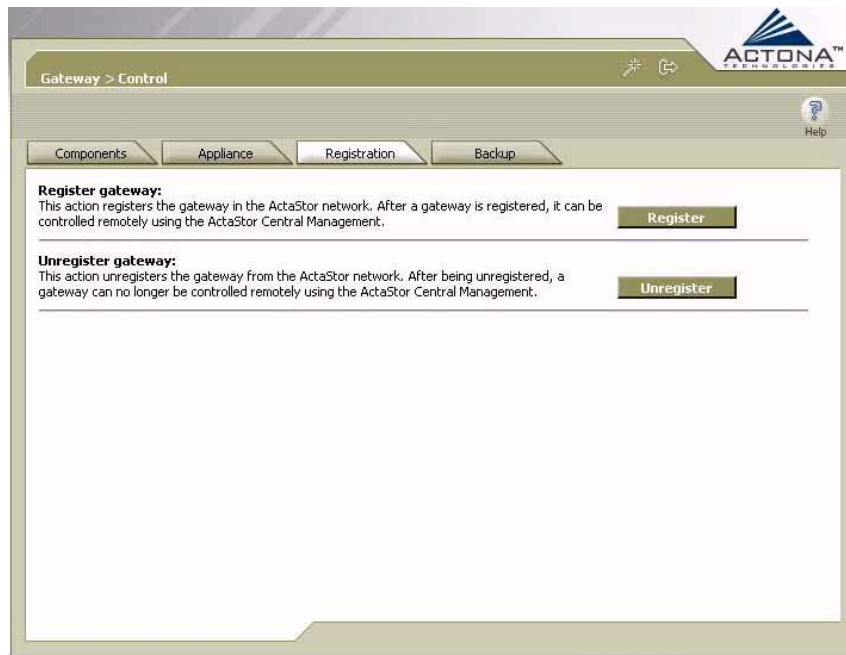 ACTONA™
TECHNOLOGIES
Gateway > Control
Help
Components
Appliance
Registration
Backup
Register gateway:
This action registers the gateway in the ActaStor network. After a gateway is registered, it can be
controlled remotely using the ActaStor Central Management.
Register
Unregister gateway:
This action unregisters the gateway from the ActaStor network. After being unregistered, a
gateway can no longer be controlled remotely using the ActaStor Central Management.
Unregister